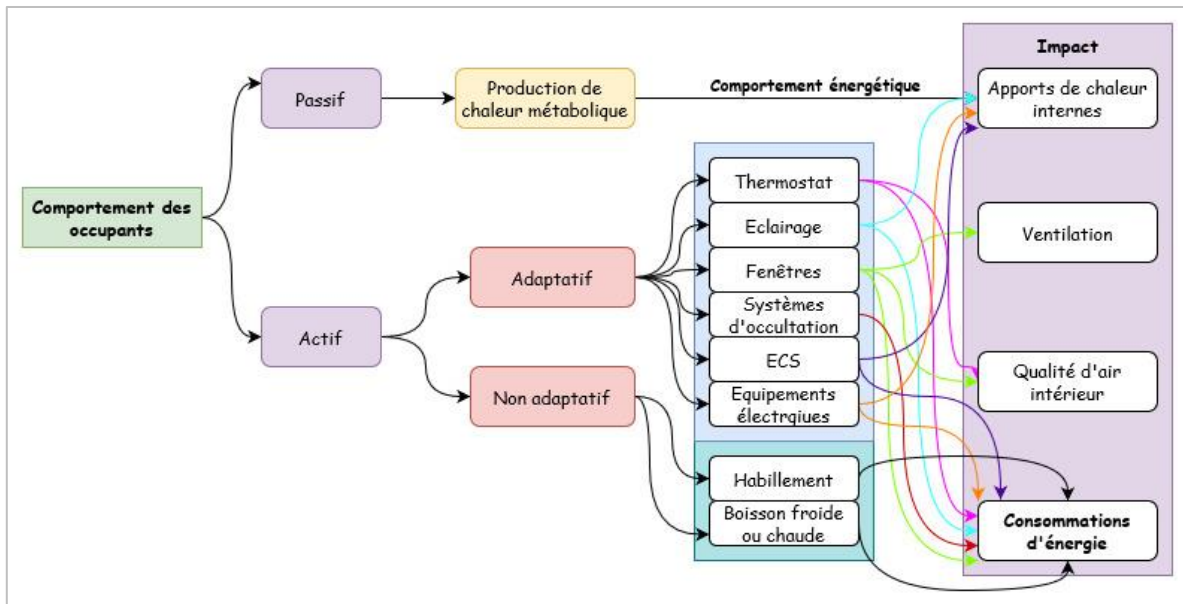 Impact
Passif
Production de
chaleur métabolique
Comportement énergétique
Apports de chaleur
internes
Comportement des
occupants
Thermostat
Eclairage
Ventilation
Adaptatif
Fenêtres
Systèmes
d'occultation
Actif
ECS
Qualité d'air
intérieur
Non adaptatif
Equipements
électrqiues
Habillement
Boisson froide
ou chaude
Consommations
d'énergie